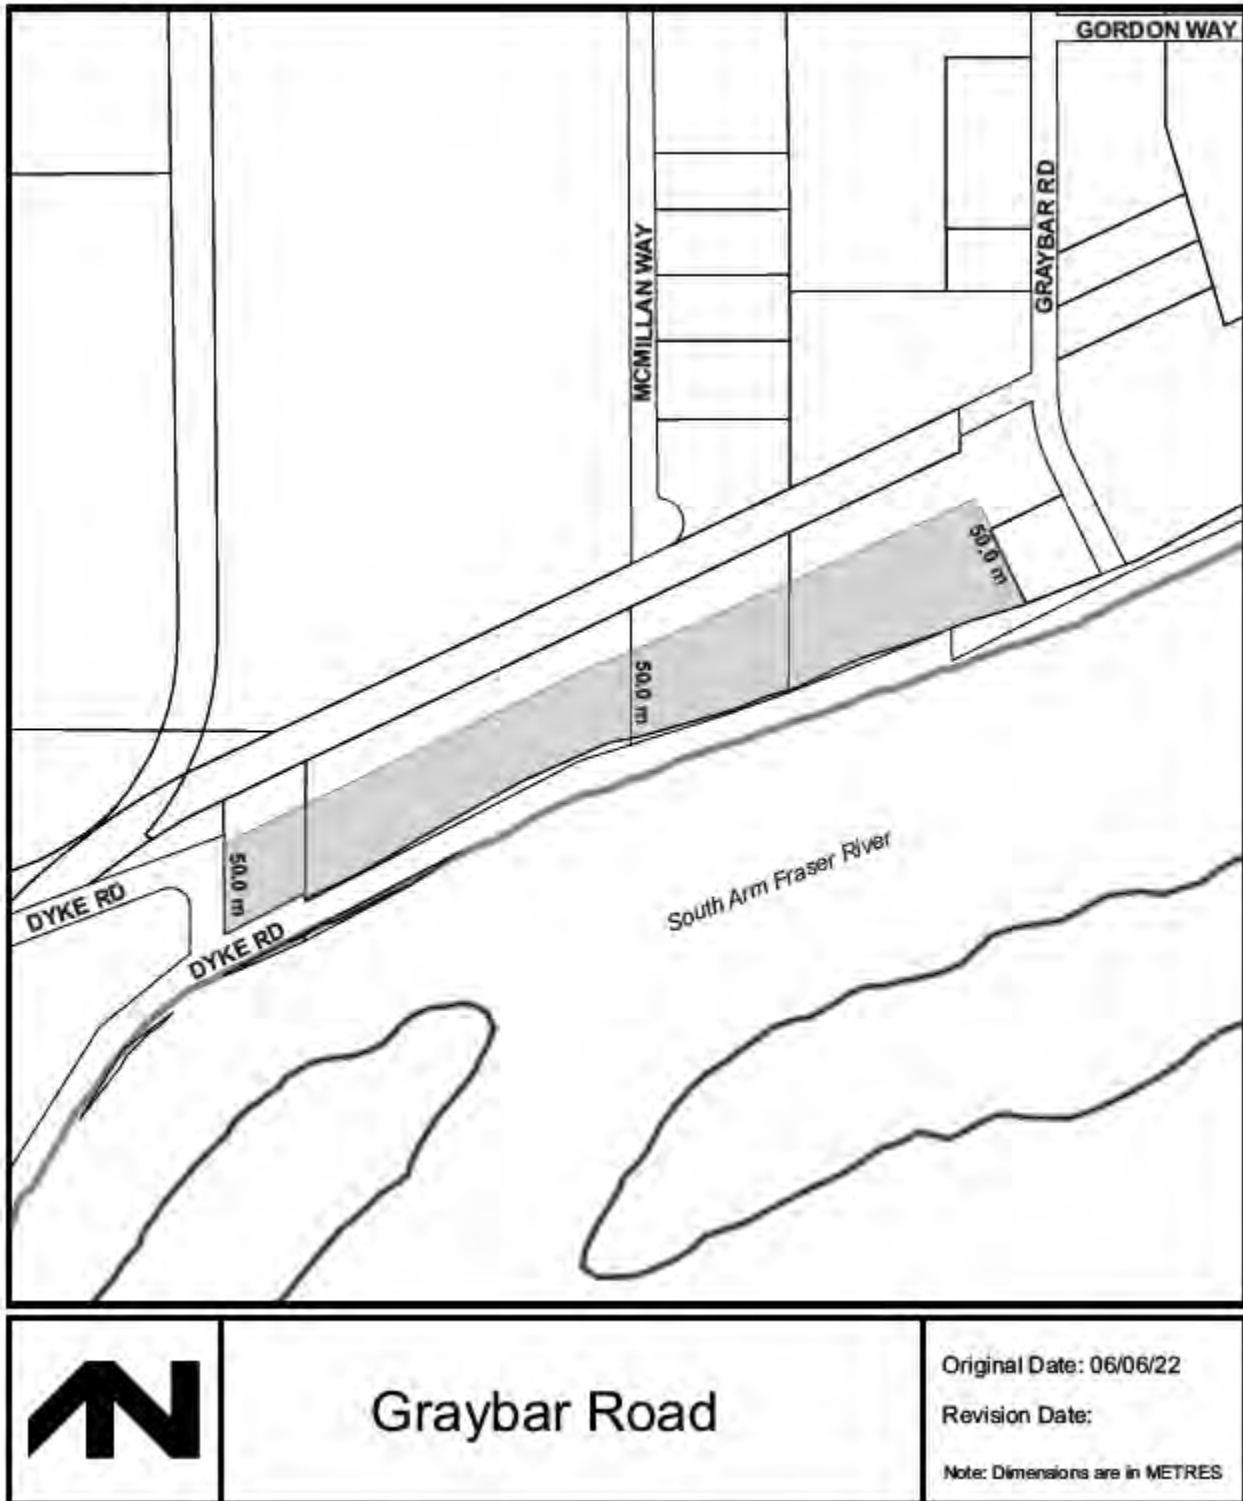 GORDON WAY
GRAYBAR RD
MCMILLAN WAY
50.0 m
50.0 m
50.0 m
DYKE RD
DYKE RD
South Arm Fraser River
Graybar Road
Original Date: 06/06/22
Revision Date:
Note: Dimensions are in METRES